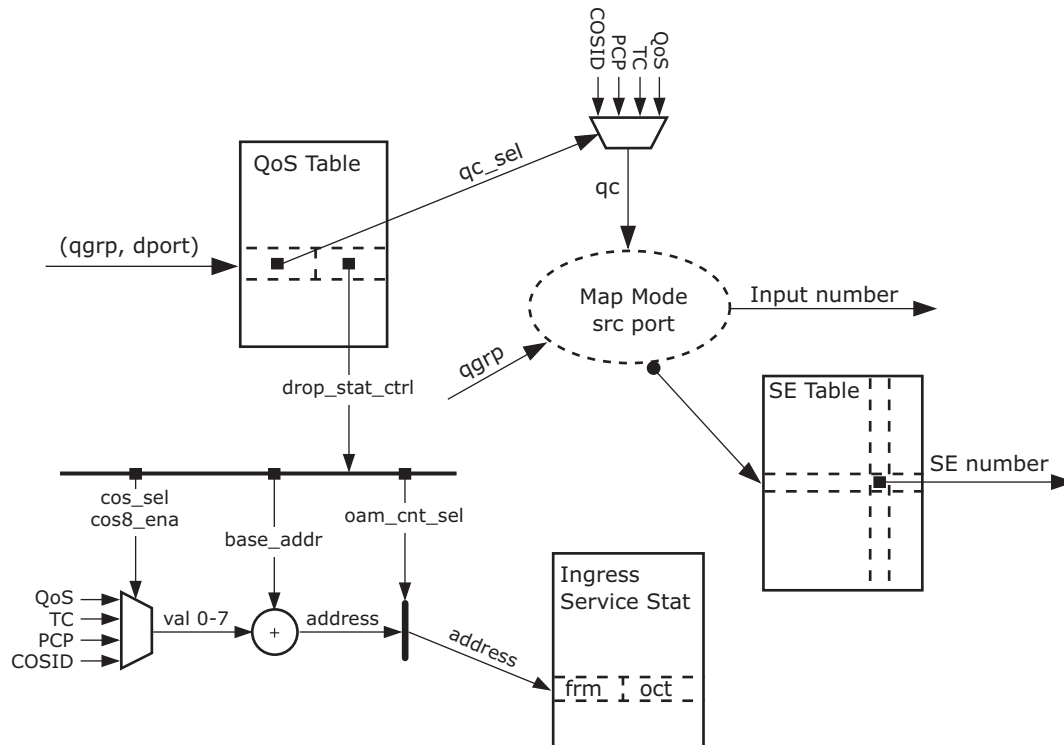 COSID
PCP
TC
QoS
QoS Table
qc_sel
qc
(qgrp, dport)
Map Mode
src port
Input number
qgrp
drop_stat_ctrl
SE Table
SE number
cos_sel
cos8_ena
base_addr
oam_cnt_sel
Ingress
Service Stat
QoS
TC
PCP
COSID
val 0-7
+
address
address
frm
oct